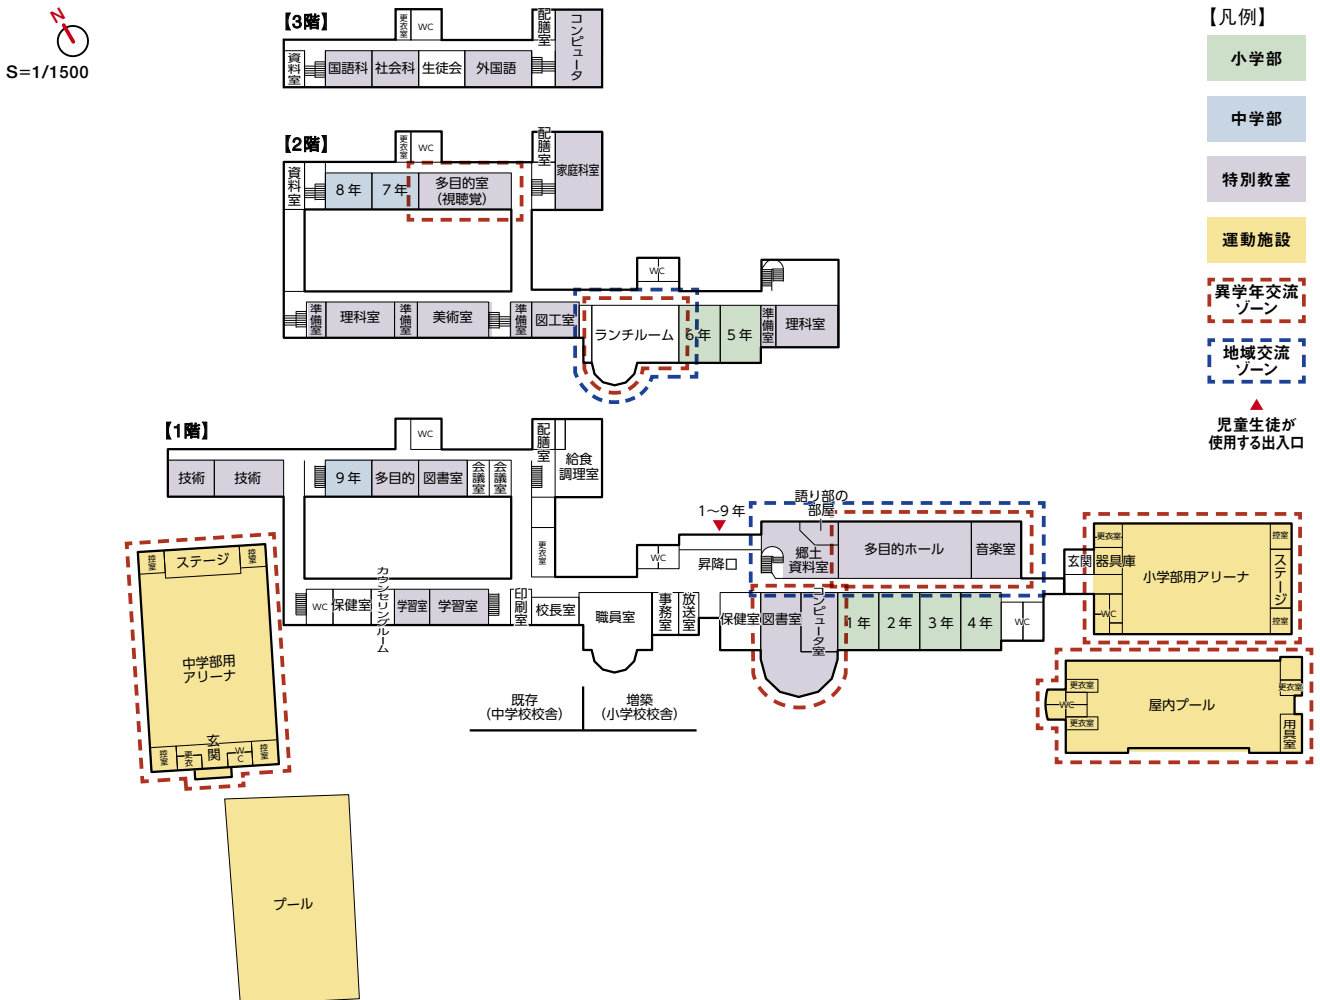 N
S=1/1500
【3階】
更衣室
WC
配膳室
コンピュータ
資料室
国語科
社会科
生徒会
外国語
【2階】
更衣室
WC
配膳室
家庭科室
資料室
8年
7年
多目的室
(視聴覚)
WC
準備室
理科室
準備室
美術室
準備室
図工室
ランチルーム
6年
5年
準備室
理科室
【1階】
WC
配膳室
給食
調理室
技術
技術
9年
多目的
図書室
会議室
会議室
更衣室
WC
1〜9年
昇降口
語り部の
部屋
郷土
資料室
多目的ホール
音楽室
玄関
更衣室
器具庫
WC
小学部用アリーナ
控室
ステージ
控室
WC
保健室
カウンセリングルーム
学習室
学習室
印刷室
校長室
職員室
事務室
放送室
保健室
図書室
コンピュータ室
1年
2年
3年
4年
WC
控室
ステージ
控室
中学部用
アリーナ
控室
更衣
玄関
WC
控室
プール
既存
(中学校校舎)
増築
(小学校校舎)
更衣室
WC
更衣室
屋内プール
更衣室
用具室
【凡例】
小学部
中学部
特別教室
運動施設
異学年交流
ゾーン
地域交流
ゾーン
児童生徒が
使用する出入口